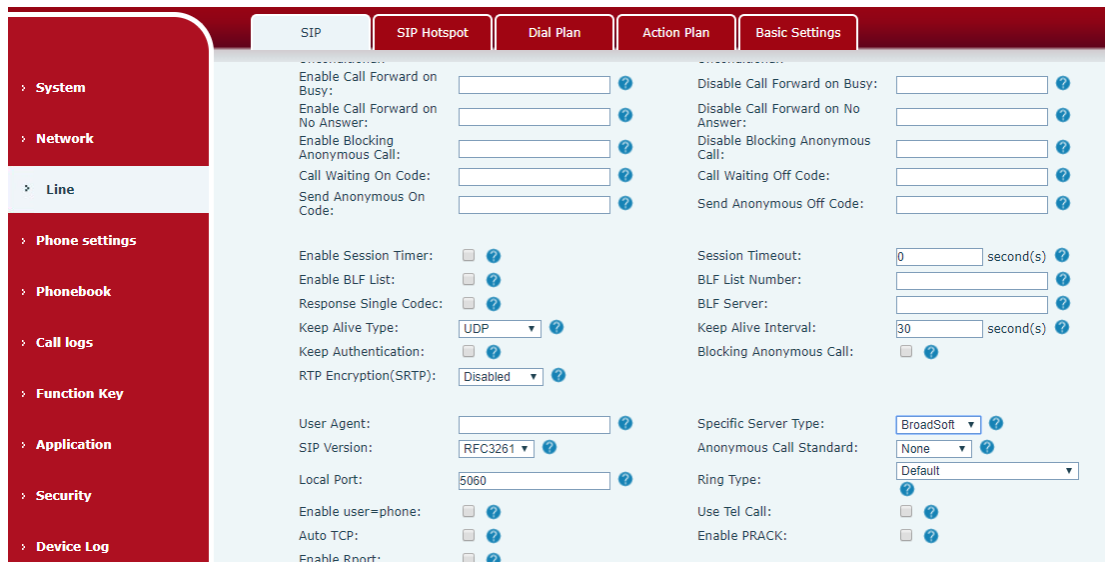 SIP
SIP Hotspot
Dial Plan
Action Plan
Basic Settings
› System
› Network
› Line
› Phone settings
› Phonebook
› Call logs
› Function Key
› Application
› Security
› Device Log
Enable Call Forward on
Busy:
Disable Call Forward on Busy:
Enable Call Forward on
No Answer:
Disable Call Forward on No
Answer:
Enable Blocking
Anonymous Call:
Disable Blocking Anonymous
Call:
Call Waiting On Code:
Call Waiting Off Code:
Send Anonymous On
Code:
Send Anonymous Off Code:
Enable Session Timer:
Session Timeout: 0 second(s)
Enable BLF List:
BLF List Number:
Response Single Codec:
BLF Server:
Keep Alive Type: UDP
Keep Alive Interval: 30 second(s)
Keep Authentication:
Blocking Anonymous Call:
RTP Encryption(SRTP): Disabled
User Agent:
Specific Server Type: BroadSoft
SIP Version: RFC3261
Anonymous Call Standard: None
Local Port: 5060
Ring Type: Default
Enable user=phone:
Use Tel Call:
Auto TCP:
Enable PRACK:
Enable Rport: